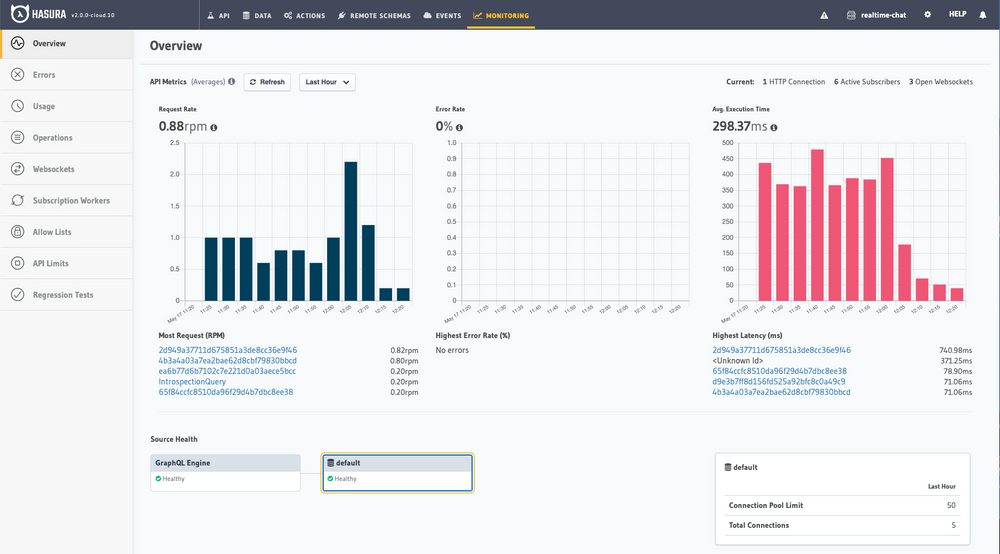 HASURA v2.0.0-cloud.10 API DATA ACTIONS REMOTE SCHEMAS EVENTS MONITORING realtime-chat HELP
Overview
Errors
Usage
Operations
Websockets
Subscription Workers
Allow Lists
API Limits
Regression Tests
Overview
API Metrics (Averages) Refresh Last Hour Current: 1 HTTP Connection 6 Active Subscribers 3 Open Websockets
Request Rate
0.88rpm
2.5
2.0
1.5
1.0
0.5
0
May 17 11:20 11:25 11:30 11:35 11:40 11:45 11:50 11:55 12:00 12:05 12:10 12:15 12:20
Most Request (RPM)
2d949a37711d675851a3de8cc36e9f46 0.82rpm
4b3a4a03a7ea2bae62d8cbf79830bbcd 0.80rpm
ea6b77d6b7102c7e221d0a03aece5bcc 0.20rpm
IntrospectionQuery 0.20rpm
65f84ccfc8510da96f29d4b7dbc8ee38 0.20rpm
Error Rate
0%
1.0
0.9
0.8
0.7
0.6
0.5
0.4
0.3
0.2
0.1
0
May 17 11:20 11:25 11:30 11:35 11:40 11:45 11:50 11:55 12:00 12:05 12:10 12:15 12:20
Highest Error Rate (%)
No errors
Avg. Execution Time
298.37ms
500
450
400
350
300
250
200
150
100
50
0
May 17 11:20 11:25 11:30 11:35 11:40 11:45 11:50 11:55 12:00 12:05 12:10 12:15 12:20
Highest Latency (ms)
2d949a37711d675851a3de8cc36e9f46 740.98ms
<Unknown Id> 371.25ms
65f84ccfc8510da96f29d4b7dbc8ee38 78.90ms
d9e3b7ff8d156fd525a92bfc8c0a49c9 71.06ms
4b3a4a03a7ea2bae62d8cbf79830bbcd 71.06ms
Source Health
GraphQL Engine
Healthy
default
Healthy
default
Last Hour
Connection Pool Limit 50
Total Connections 5